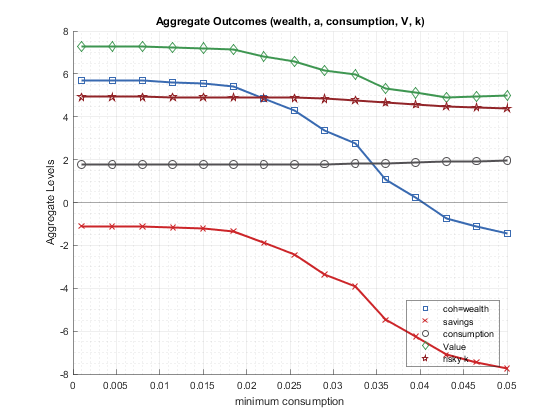 Aggregate Outcomes (wealth, a, consumption, V, k)
8
6
4
2
0
-2
-4
-6
-8
Aggregate Levels
coh=wealth
savings
consumption
Value
risky k
0
0.005
0.01
0.015
0.02
0.025
0.03
0.035
0.04
0.045
0.05
minimum consumption